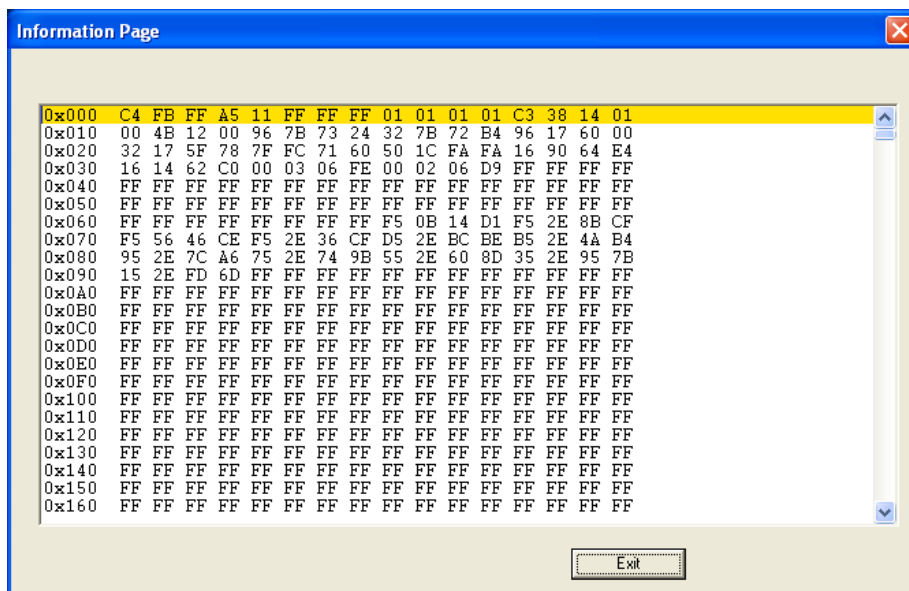 Information Page
0x000 C4 FB FF A5 11 FF FF FF 01 01 01 01 C3 38 14 01
0x010 00 4B 12 00 96 7B 73 24 32 7B 72 B4 96 17 60 00
0x020 32 17 5F 78 7F FC 71 60 50 1C FA FA 16 90 64 E4
0x030 16 14 62 C0 00 03 06 FE 00 02 06 D9 FF FF FF FF
0x040 FF FF FF FF FF FF FF FF FF FF FF FF FF FF FF FF
0x050 FF FF FF FF FF FF FF FF FF FF FF FF FF FF FF FF
0x060 FF FF FF FF FF FF FF FF F5 0B 14 D1 F5 2E 8B CF
0x070 F5 56 46 CE F5 2E 36 CF D5 2E BC BE B5 2E 4A B4
0x080 95 2E 7C A6 75 2E 74 9B 55 2E 60 8D 35 2E 95 7B
0x090 15 2E FD 6D FF FF FF FF FF FF FF FF FF FF FF FF
0x0A0 FF FF FF FF FF FF FF FF FF FF FF FF FF FF FF FF
0x0B0 FF FF FF FF FF FF FF FF FF FF FF FF FF FF FF FF
0x0C0 FF FF FF FF FF FF FF FF FF FF FF FF FF FF FF FF
0x0D0 FF FF FF FF FF FF FF FF FF FF FF FF FF FF FF FF
0x0E0 FF FF FF FF FF FF FF FF FF FF FF FF FF FF FF FF
0x0F0 FF FF FF FF FF FF FF FF FF FF FF FF FF FF FF FF
0x100 FF FF FF FF FF FF FF FF FF FF FF FF FF FF FF FF
0x110 FF FF FF FF FF FF FF FF FF FF FF FF FF FF FF FF
0x120 FF FF FF FF FF FF FF FF FF FF FF FF FF FF FF FF
0x130 FF FF FF FF FF FF FF FF FF FF FF FF FF FF FF FF
0x140 FF FF FF FF FF FF FF FF FF FF FF FF FF FF FF FF
0x150 FF FF FF FF FF FF FF FF FF FF FF FF FF FF FF FF
0x160 FF FF FF FF FF FF FF FF FF FF FF FF FF FF FF FF
Exit